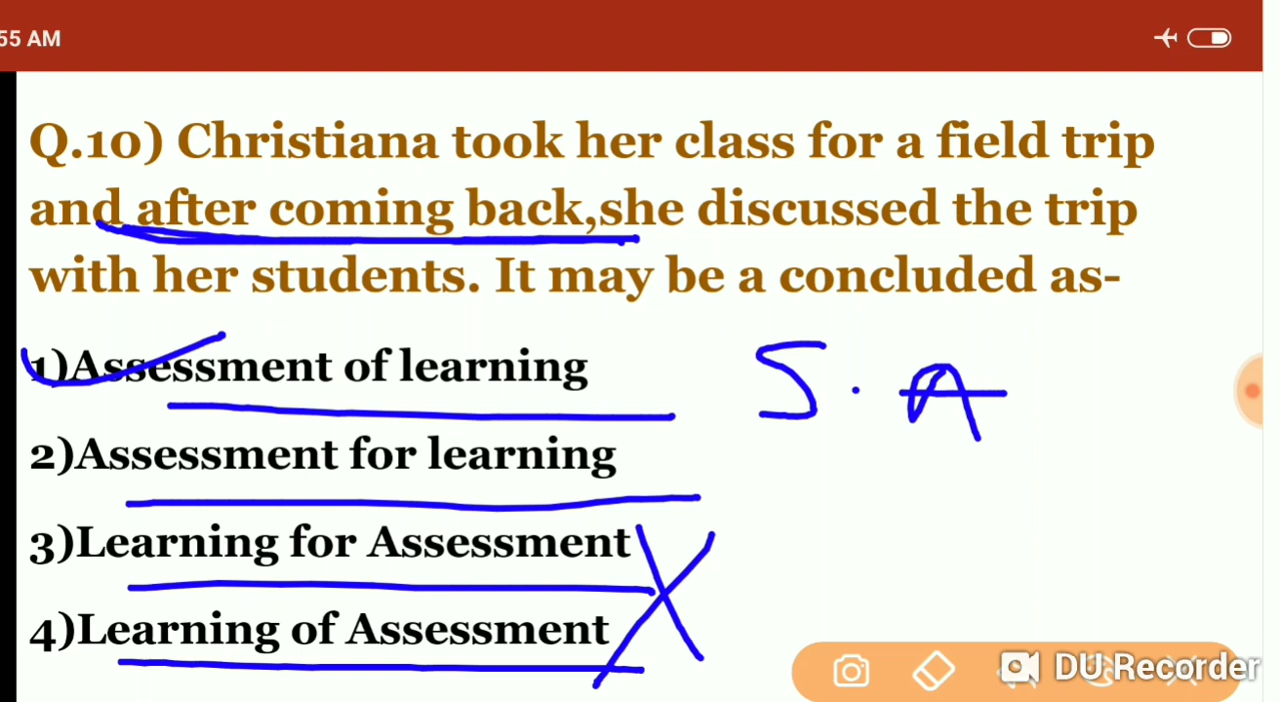 55 AM
Q.10) Christiana took her class for a field trip
and after coming back,she discussed the trip
with her students. It may be a concluded as-
1)Assessment of learning
S. A
2)Assessment for learning
3)Learning for Assessment
4)Learning of Assessment
DU Recorder